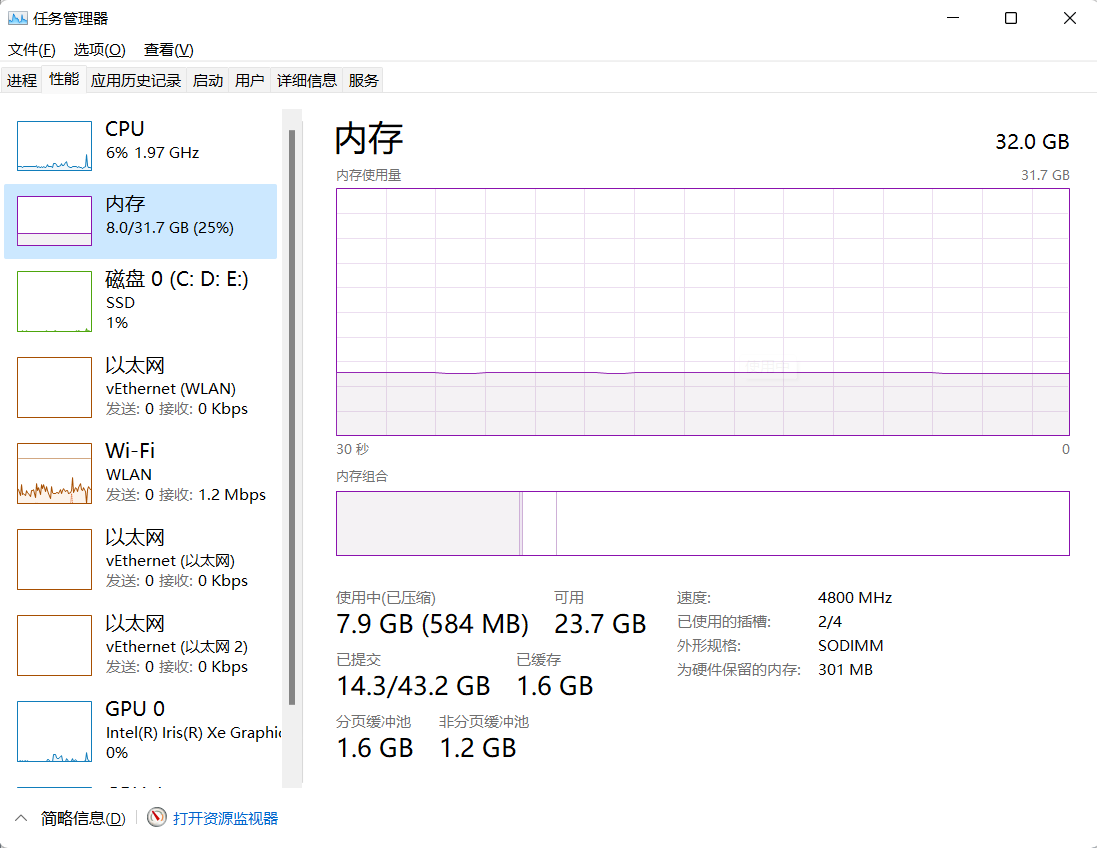 任务管理器
文件(F) 选项(O) 查看(V)
进程 性能 应用历史记录 启动 用户 详细信息 服务
CPU
6% 1.97 GHz
内存
8.0/31.7 GB (25%)
磁盘 0 (C: D: E:)
SSD
1%
以太网
vEthernet (WLAN)
发送: 0 接收: 0 Kbps
Wi-Fi
WLAN
发送: 0 接收: 1.2 Mbps
以太网
vEthernet (以太网)
发送: 0 接收: 0 Kbps
以太网
vEthernet (以太网 2)
发送: 0 接收: 0 Kbps
GPU 0
Intel(R) Iris(R) Xe Graphic
0%
内存 32.0 GB
内存使用量 31.7 GB
30 秒 0
内存组合
使用中(已压缩) 可用
7.9 GB (584 MB) 23.7 GB
已提交 已缓存
14.3/43.2 GB 1.6 GB
分页缓冲池 非分页缓冲池
1.6 GB 1.2 GB
速度: 4800 MHz
已使用的插槽: 2/4
外形规格: SODIMM
为硬件保留的内存: 301 MB
简略信息(D) 打开资源监视器